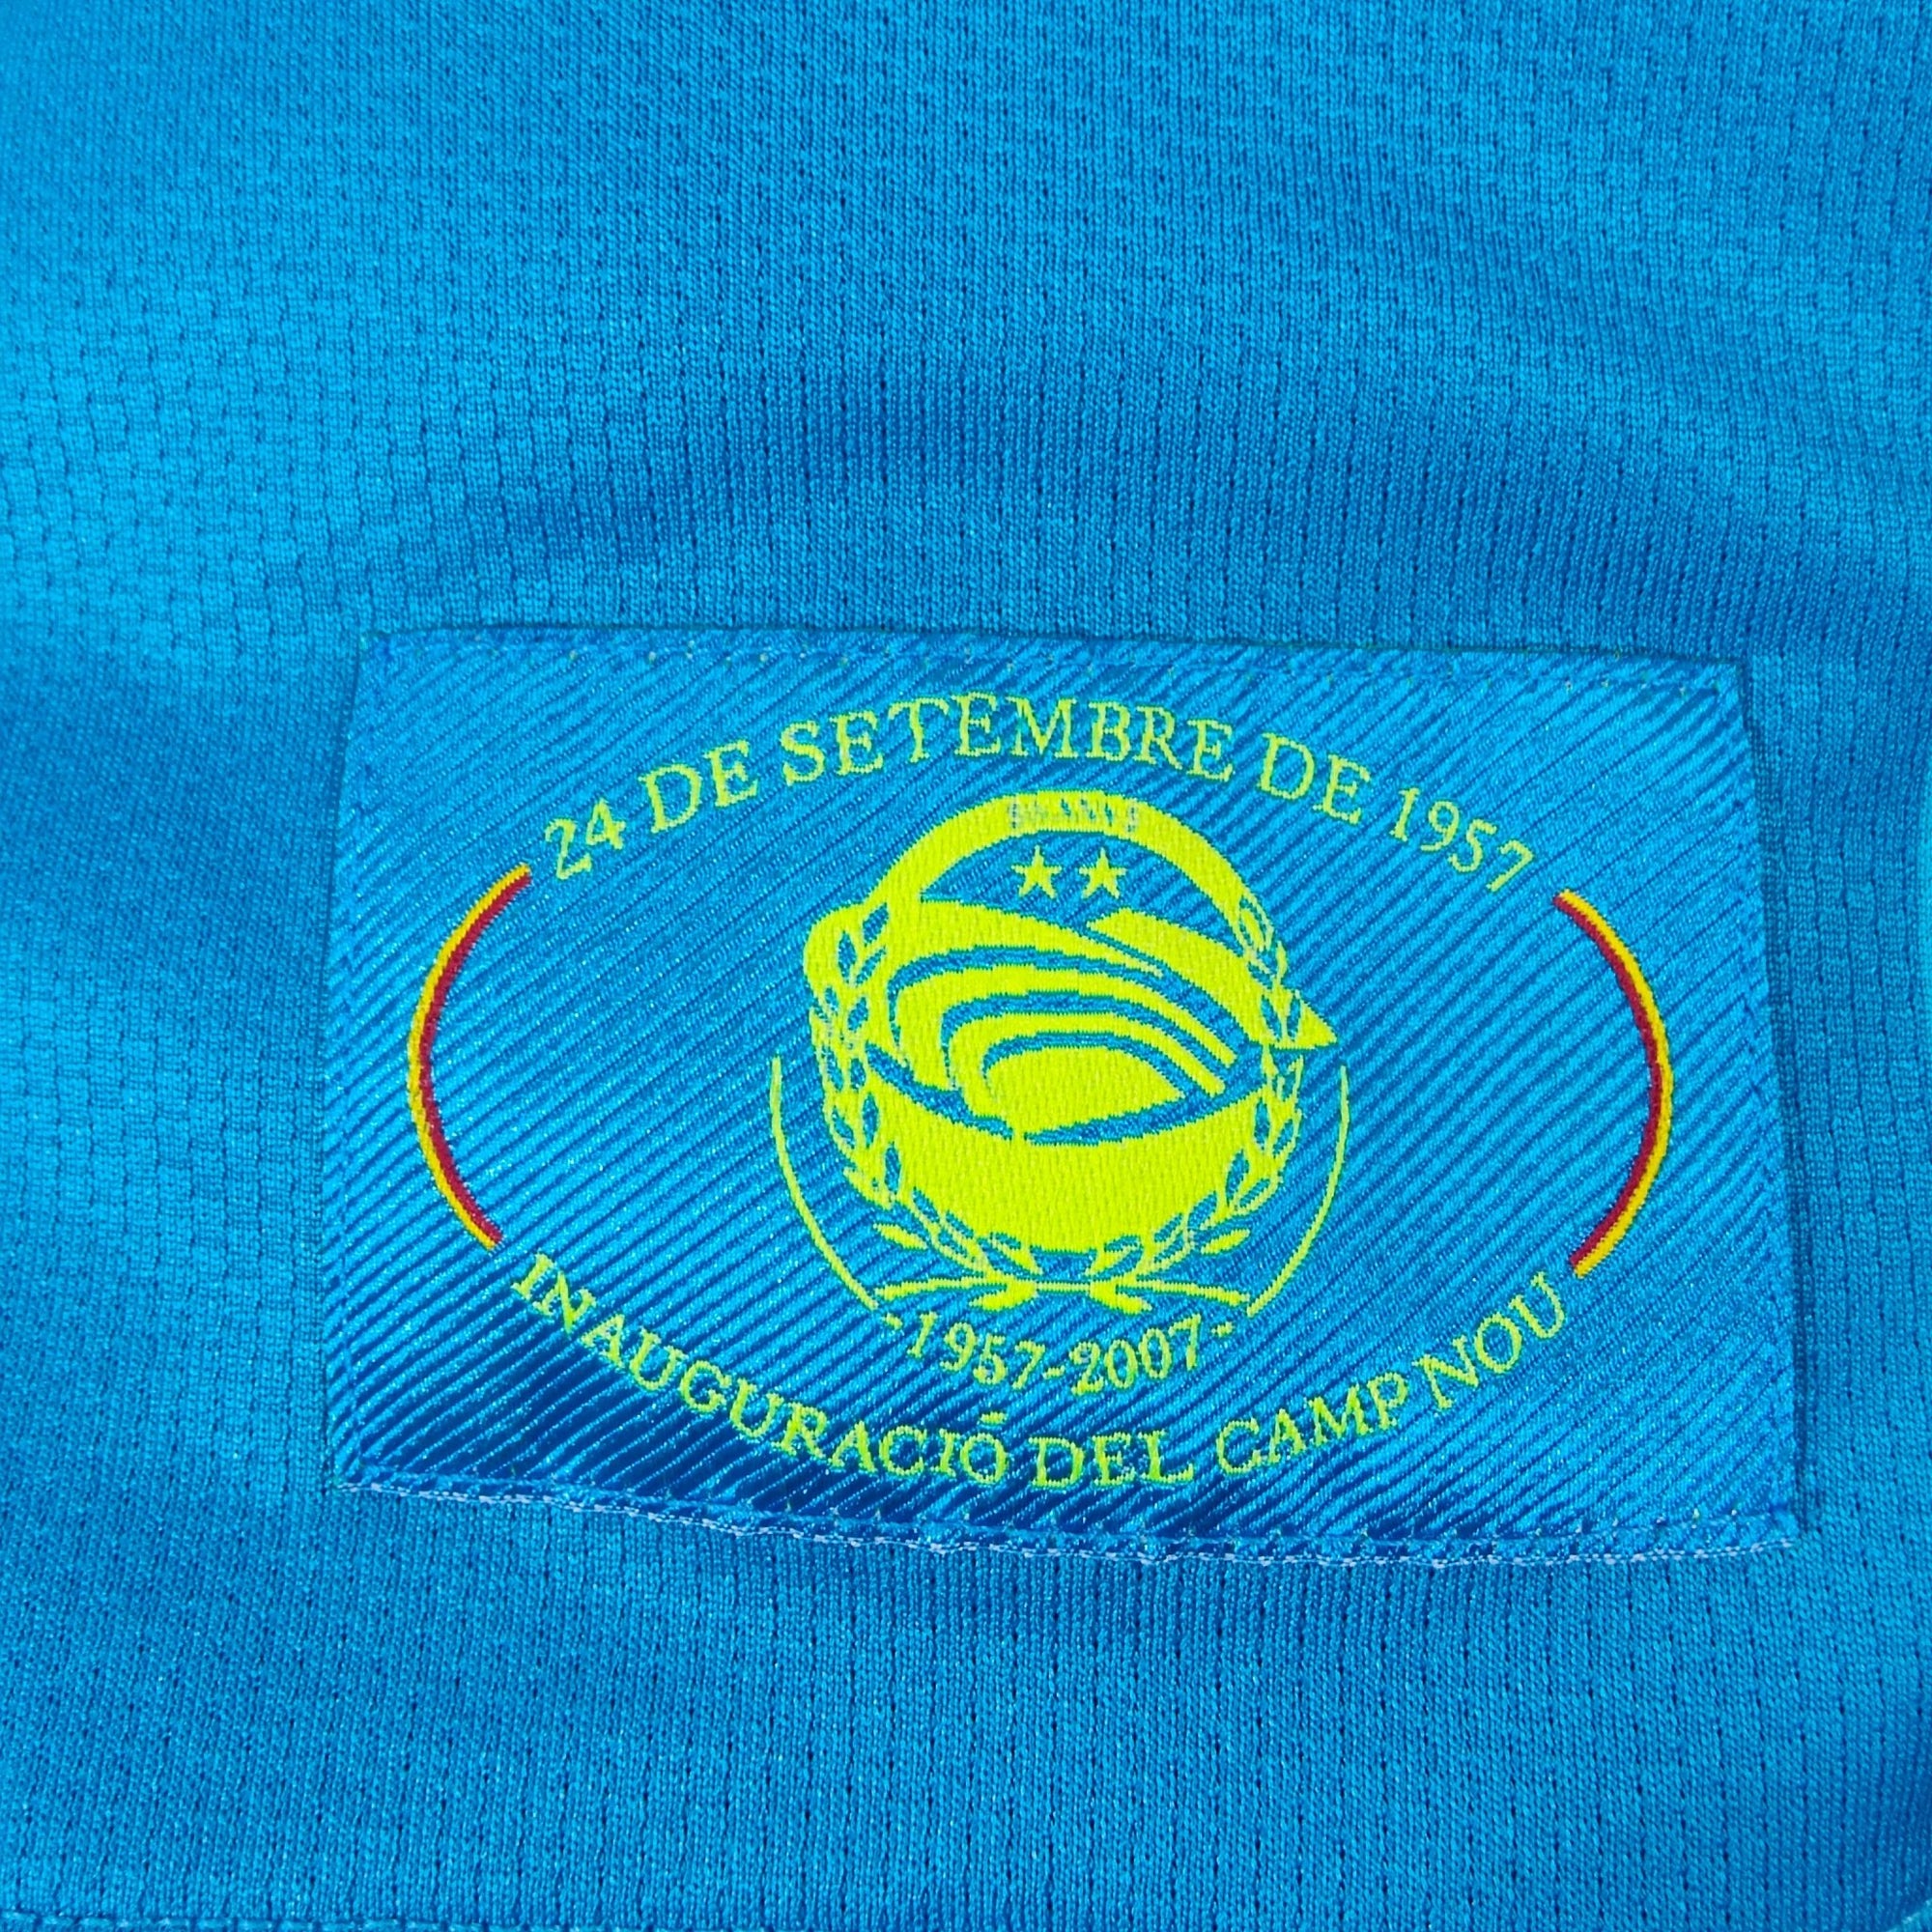 24 DE SETEMBRE DE 1957
-1957-2007-
INAUGURACIÓ DEL CAMP NOU